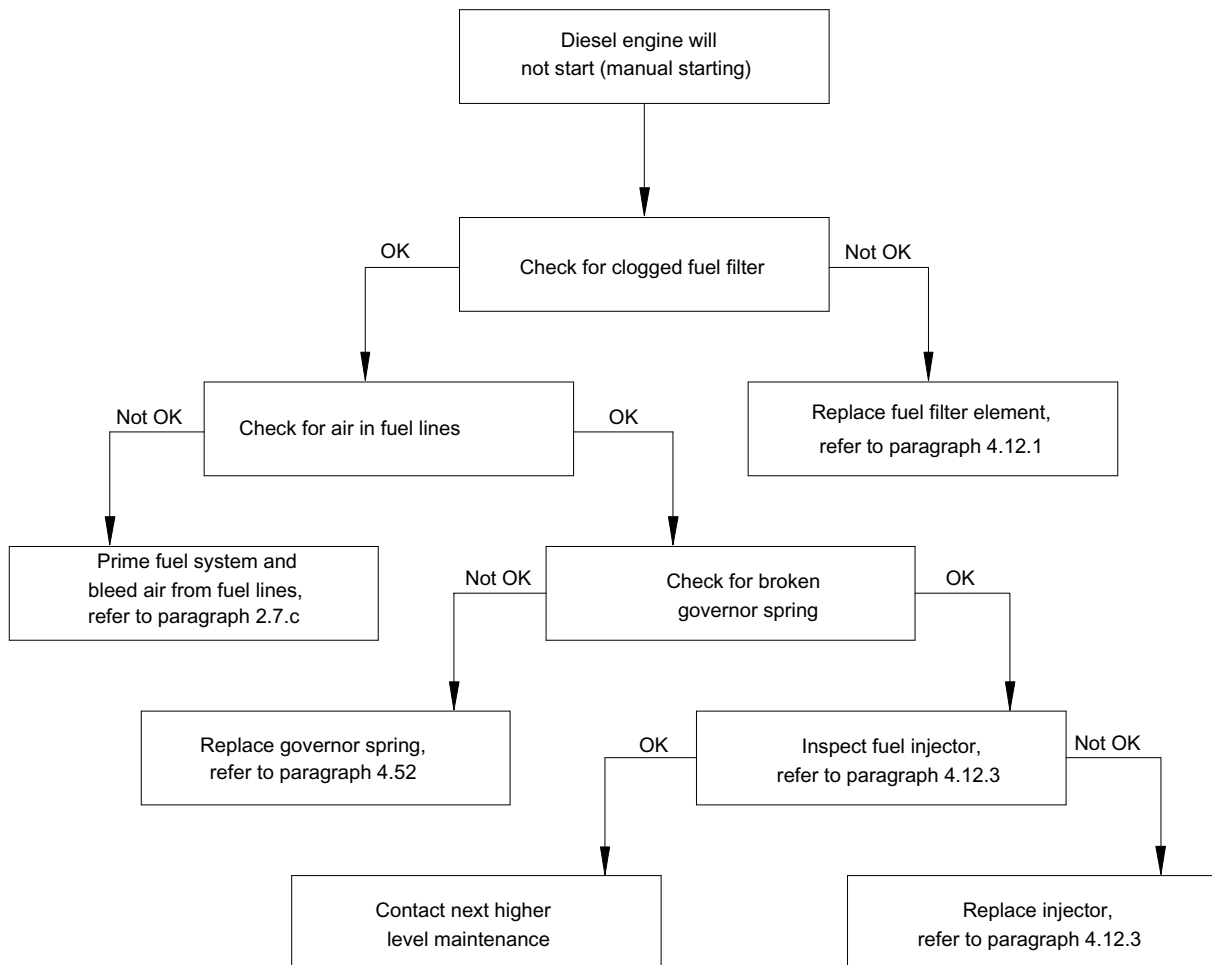 Diesel engine will
not start (manual starting)
OK
Check for clogged fuel filter
Not OK
Not OK
Check for air in fuel lines
OK
Replace fuel filter element,
refer to paragraph 4.12.1
Prime fuel system and
bleed air from fuel lines,
refer to paragraph 2.7.c
Not OK
Check for broken
governor spring
OK
Replace governor spring,
refer to paragraph 4.52
OK
Inspect fuel injector,
refer to paragraph 4.12.3
Not OK
Contact next higher
level maintenance
Replace injector,
refer to paragraph 4.12.3